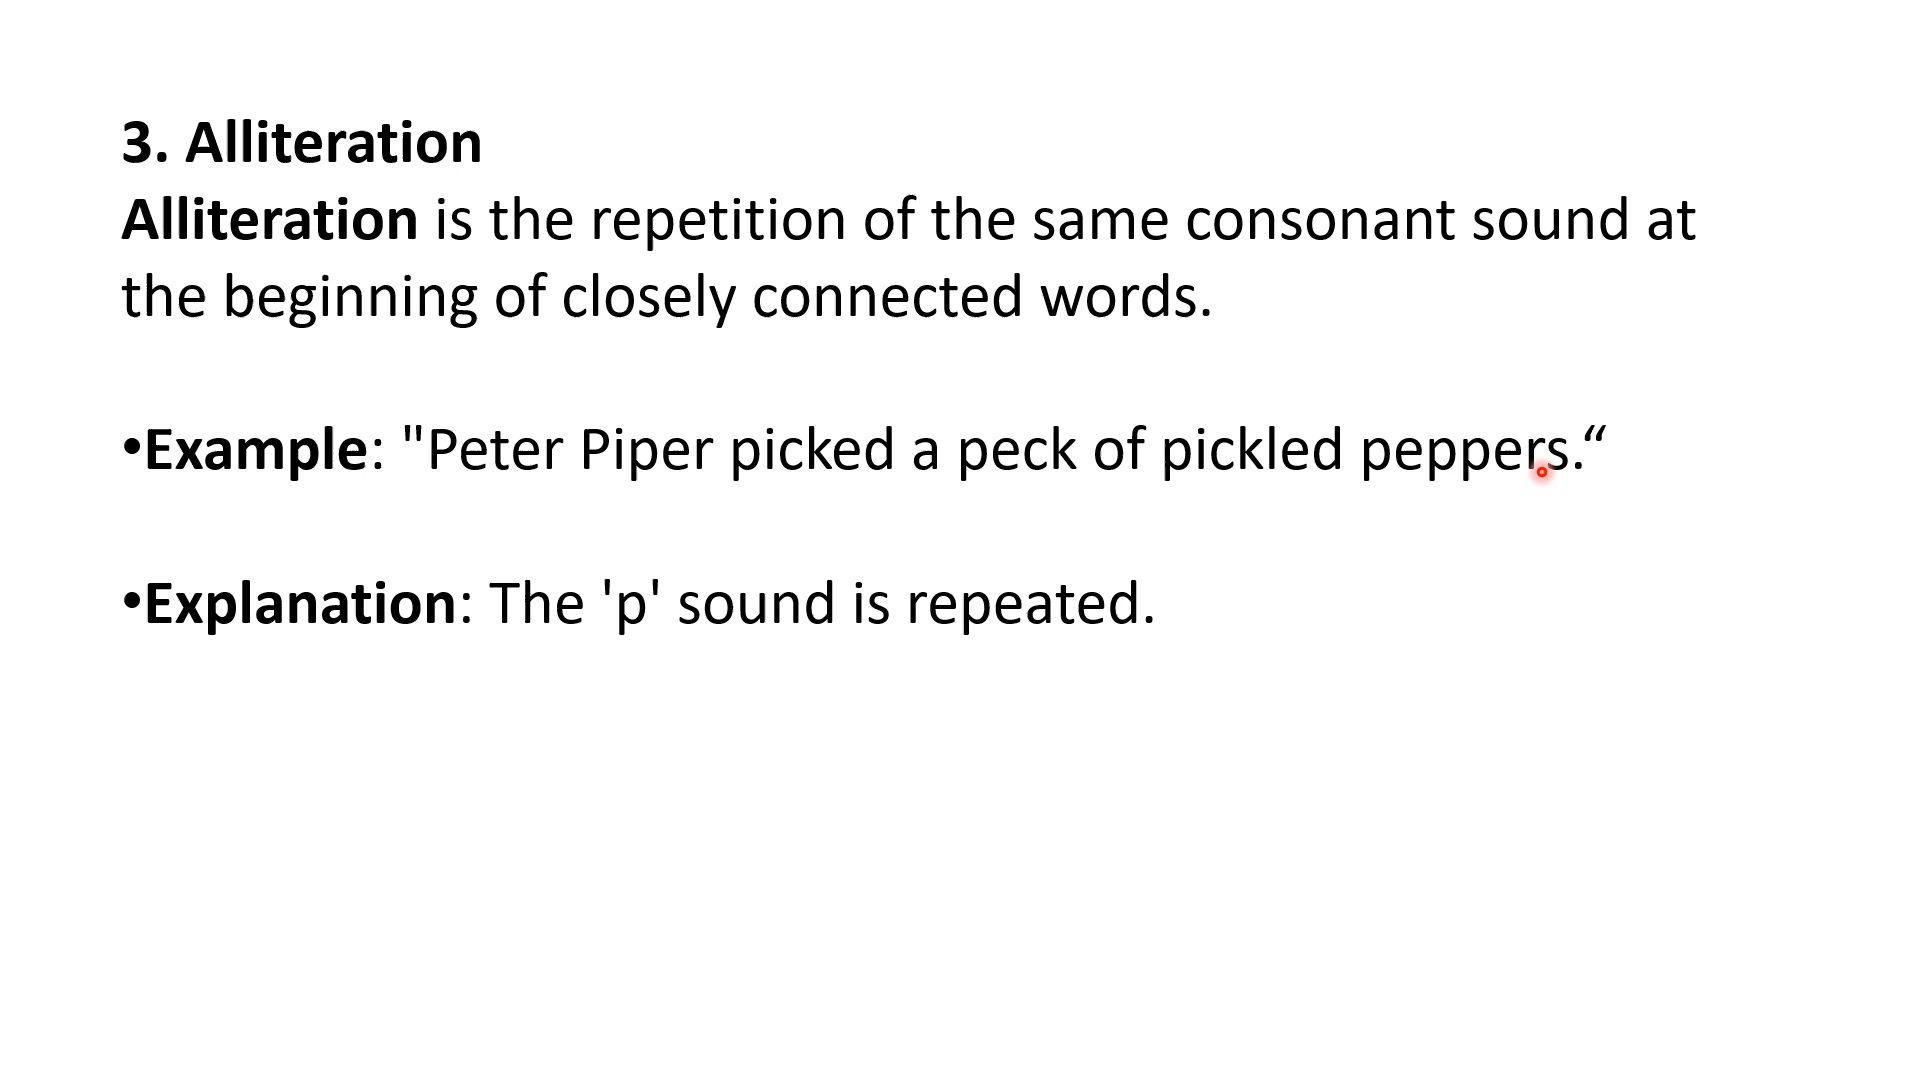 3. Alliteration
Alliteration is the repetition of the same consonant sound at
the beginning of closely connected words.
•Example: "Peter Piper picked a peck of pickled peppers.“
•Explanation: The 'p' sound is repeated.